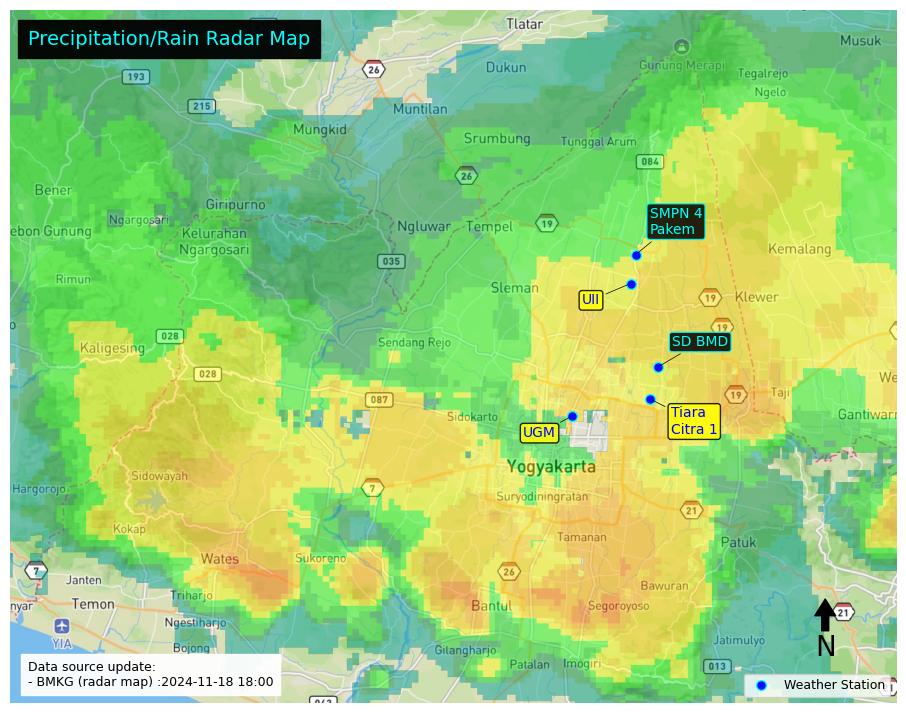 Precipitation/Rain Radar Map
Tlatar
Musuk
26
Gunung Merapi
193
Dukun
Tegalrejo
Ngelo
215
Muntilan
Mungkid
Srumbung
Tunggal Arum
084
26
Bener
Giripurno
SMPN 4
Pakem
Ngargosari
ebon Gunung
Kelurahan
Ngargosari
Ngluwar
Tempel
19
Kemalang
035
Rimun
Sleman
UII
19
Klewer
19
028
Kaligesing
Sendang Rejo
SD BMD
028
We
087
19
Taji
Sidokarto
Tiara
Citra 1
Gantiwarn
UGM
Yogyakarta
Sidowayah
7
Hargorojo
Suryodiningratan
21
Kokap
Tamanan
Patuk
Wates
Sukoreno
7
26
Janten
Bawuran
Temon
Triharjo
Bantul
Segoroyoso
nyar
21
Ngestiharjo
YIA
N
Bojong
Jatimulyo
Gilangharjo
Patalan
Imogiri
013
Data source update:
- BMKG (radar map) :2024-11-18 18:00
Weather Station